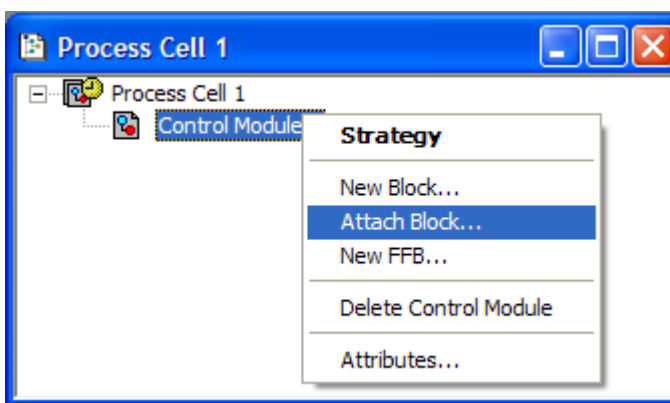 Process Cell 1
Process Cell 1
Control Module
Strategy
New Block...
Attach Block...
New FFB...
Delete Control Module
Attributes...